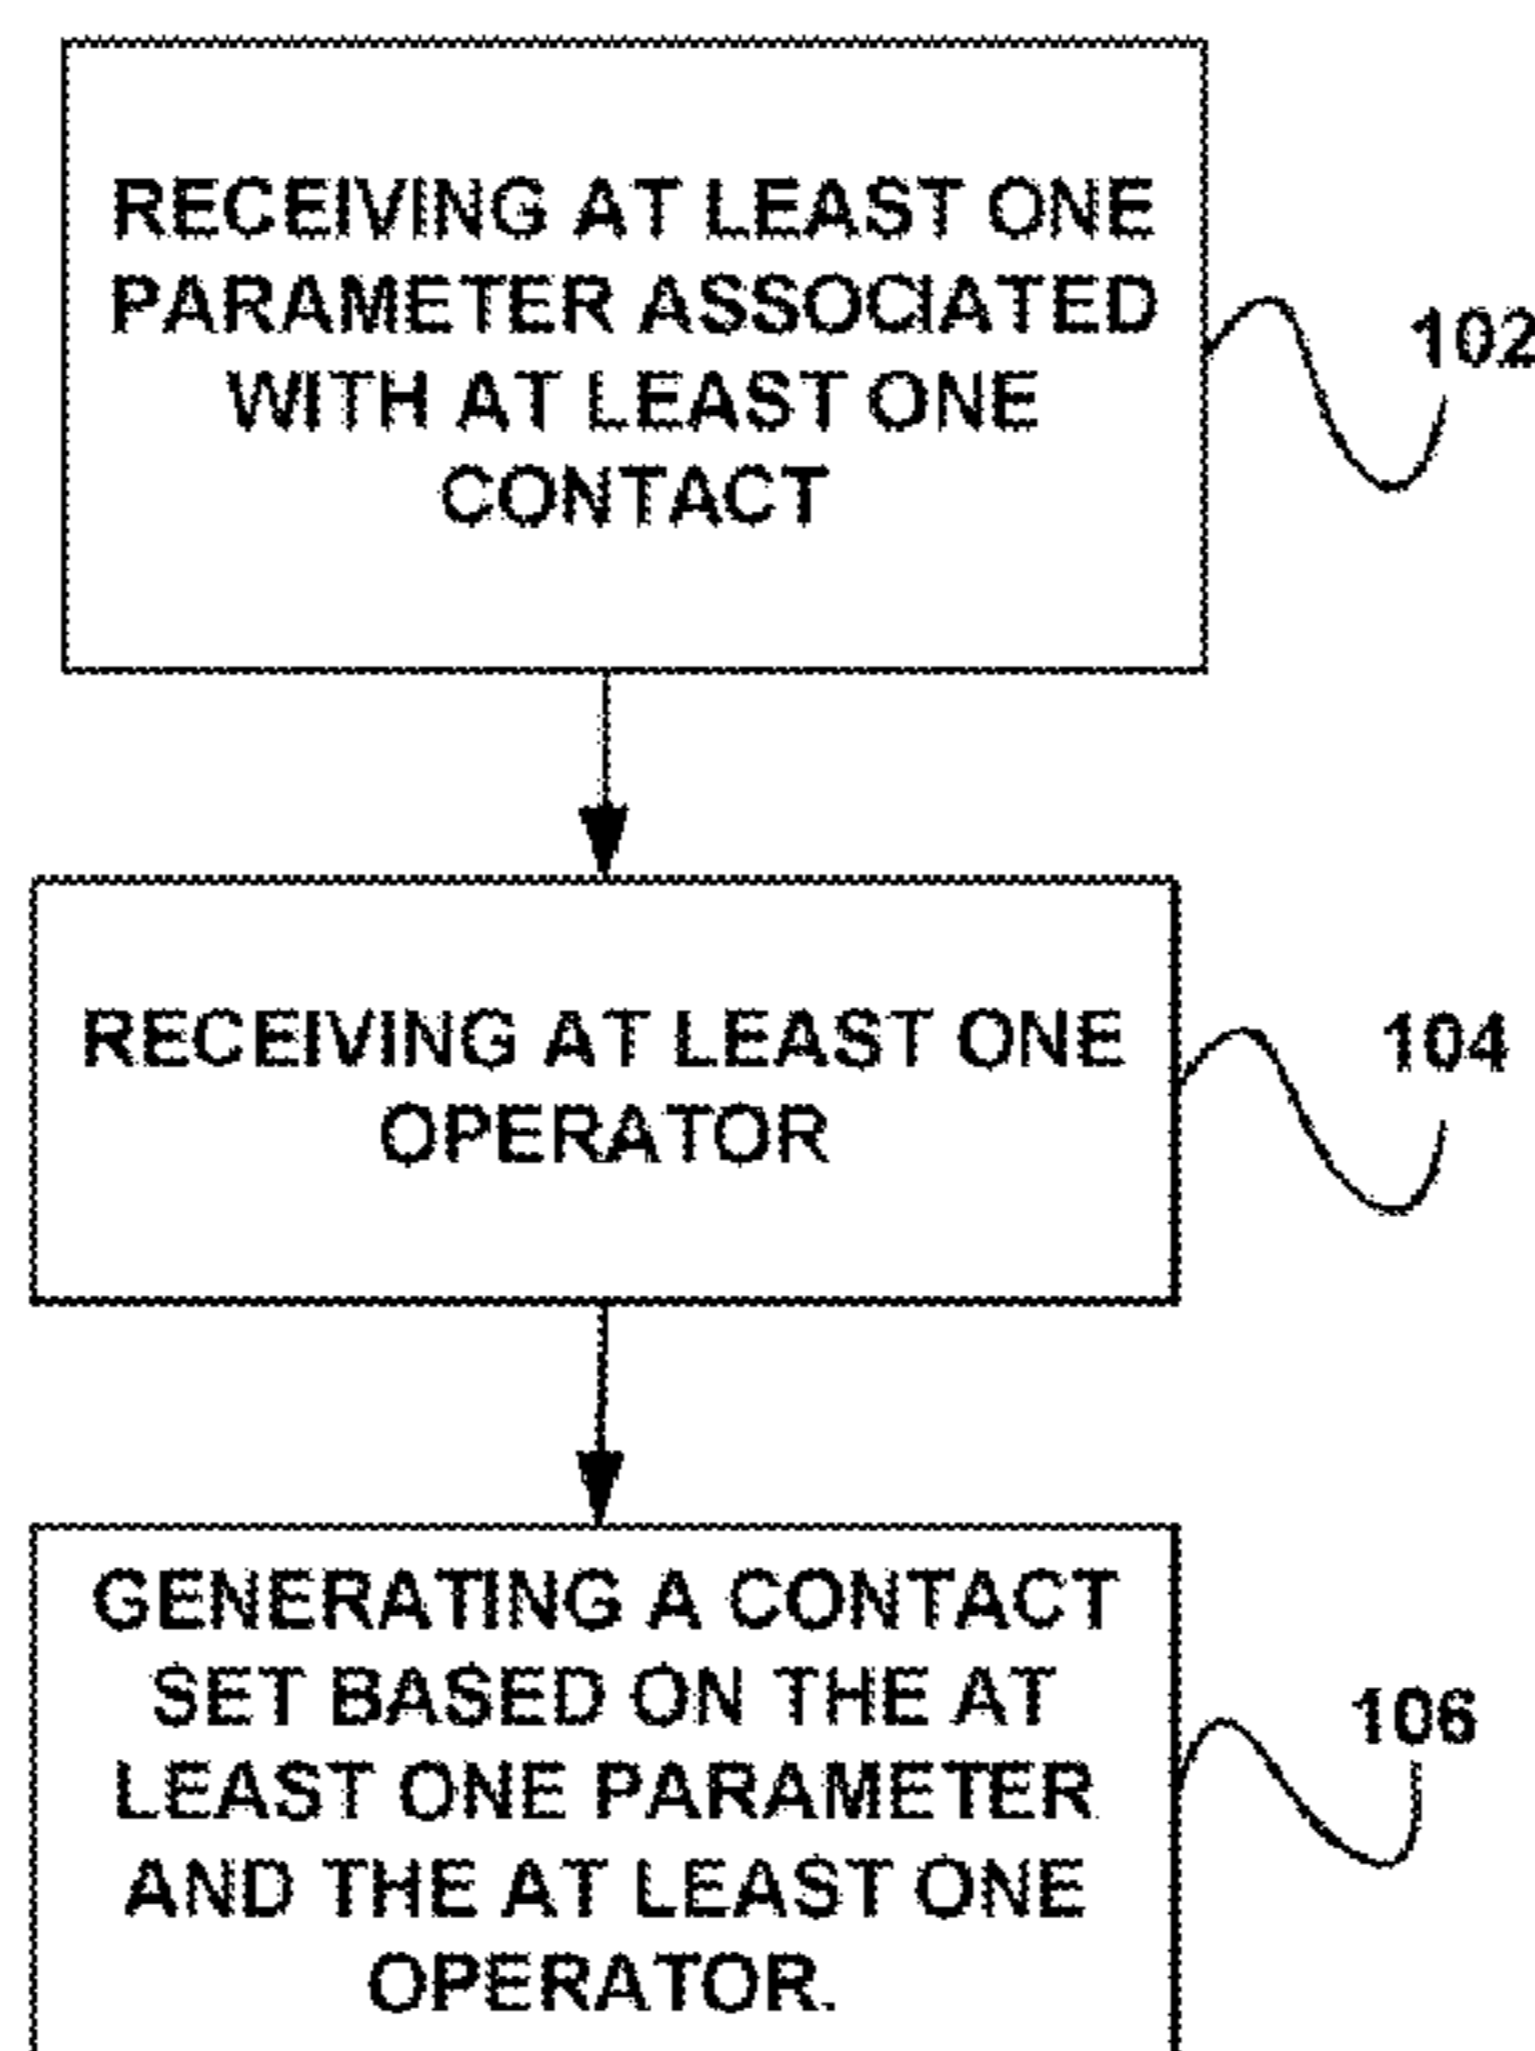 RECEIVING AT LEAST ONE
PARAMETER ASSOCIATED
WITH AT LEAST ONE
CONTACT
102
RECEIVING AT LEAST ONE
OPERATOR
104
GENERATING A CONTACT
SET BASED ON THE AT
LEAST ONE PARAMETER
AND THE AT LEAST ONE
OPERATOR.
106